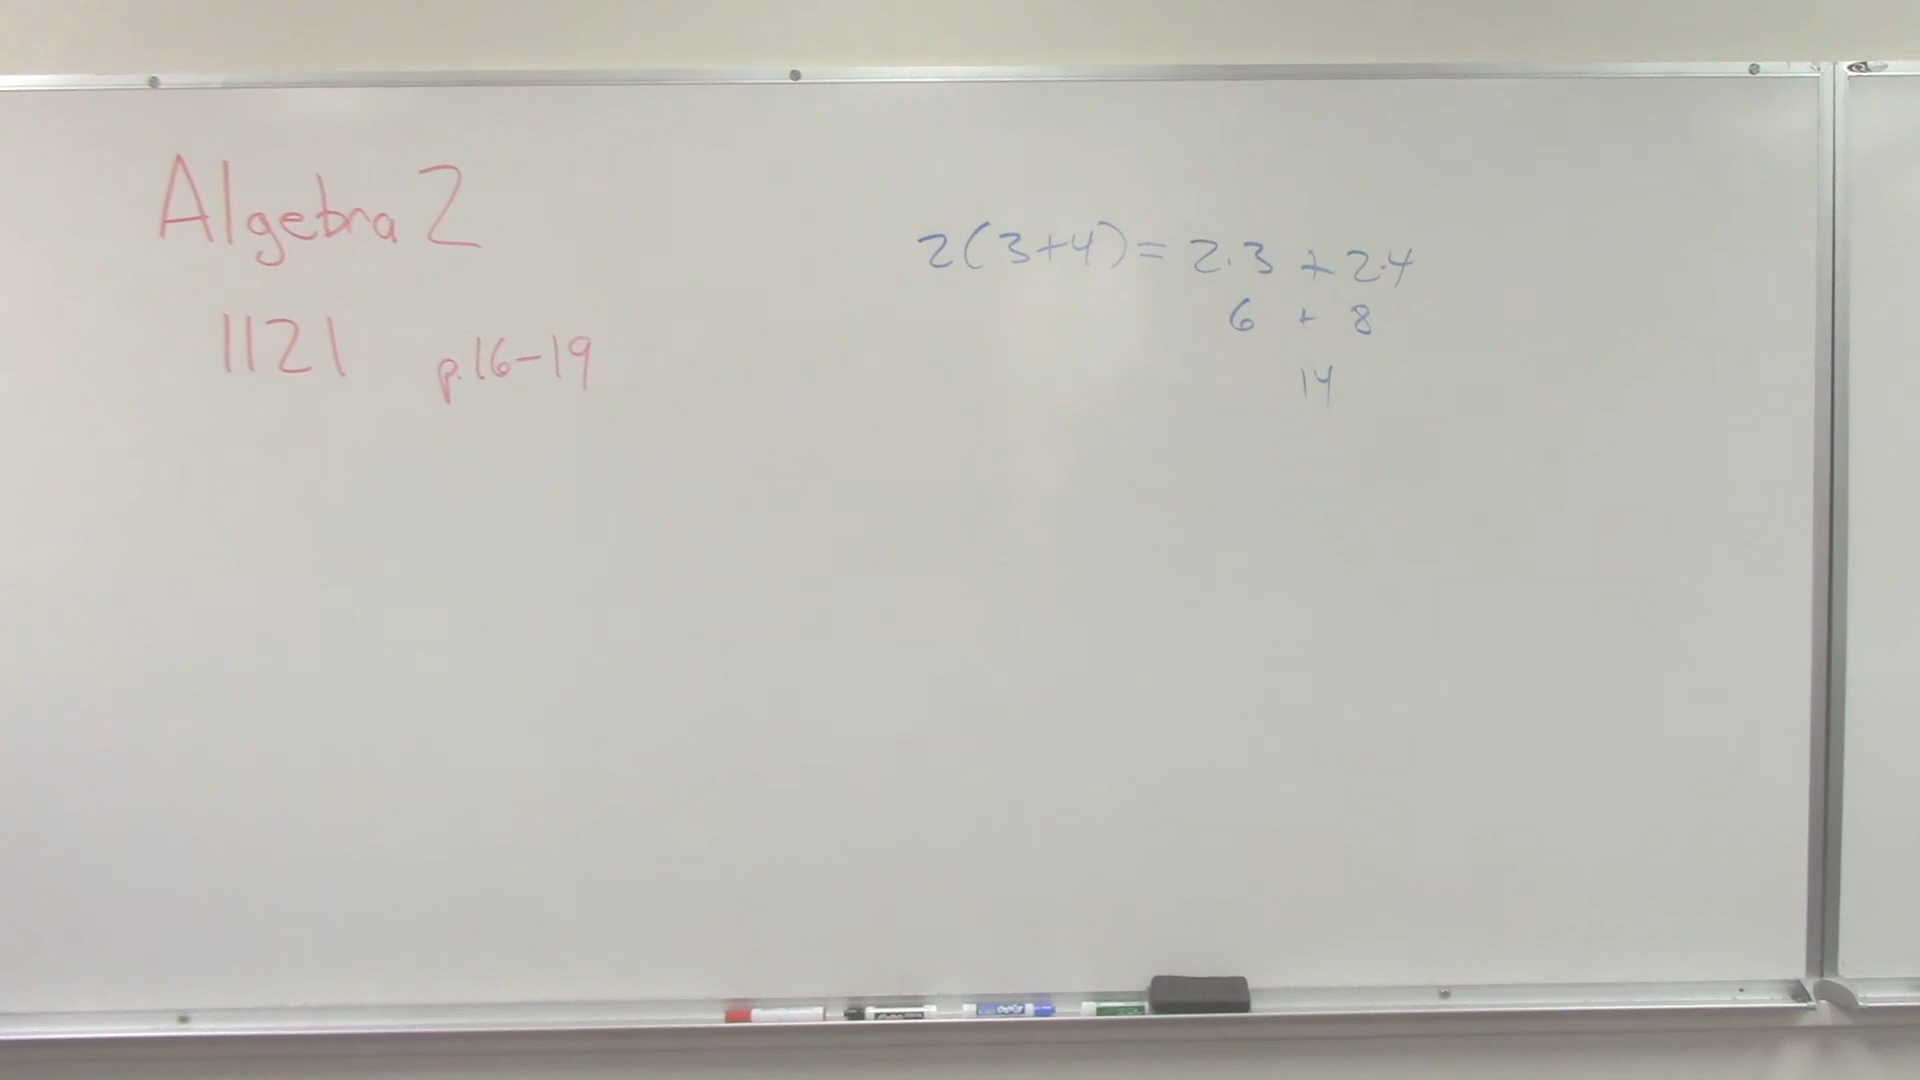 Algebra 2
1121 p.16-19
2(3+4)= 2·3 + 2·4
6 + 8
14